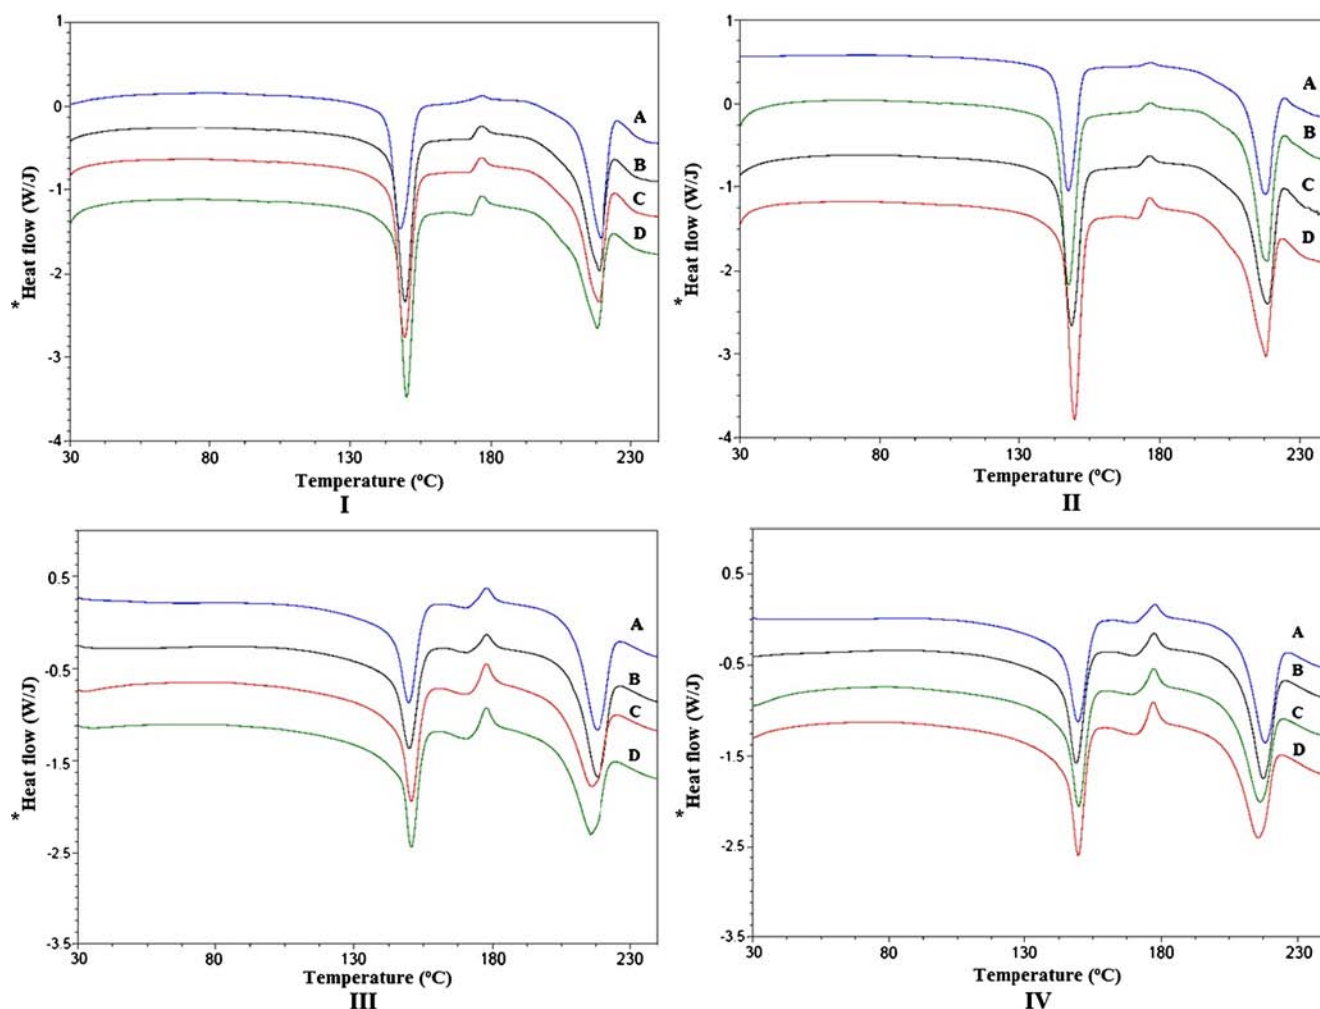 1
0
-1
-2
-3
-4
30
80
130
180
230
* Heat flow (W/J)
Temperature (ºC)
A
B
C
D
I
1
0
-1
-2
-3
-4
30
80
130
180
230
* Heat flow (W/J)
Temperature (ºC)
A
B
C
D
II
0.5
-0.5
-1.5
-2.5
-3.5
30
80
130
180
230
* Heat flow (W/J)
Temperature (ºC)
A
B
C
D
III
0.5
-0.5
-1.5
-2.5
-3.5
30
130
180
230
* Heat flow (W/J)
Temperature (ºC)
A
B
C
D
IV